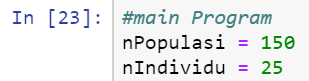 In [23]: #main Program
nPopulasi = 150
nIndividu = 25